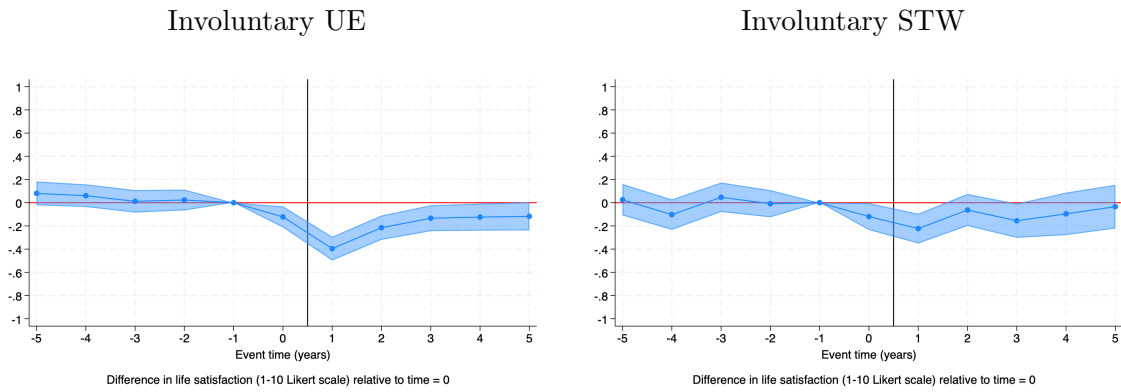 Involuntary UE
1
.8
.6
.4
.2
0
-.2
-.4
-.6
-.8
-1
-5 -4 -3 -2 -1 0 1 2 3 4 5
Event time (years)
Difference in life satisfaction (1-10 Likert scale) relative to time = 0
Involuntary STW
1
.8
.6
.4
.2
0
-.2
-.4
-.6
-.8
-1
-5 -4 -3 -2 -1 0 1 2 3 4 5
Event time (years)
Difference in life satisfaction (1-10 Likert scale) relative to time = 0